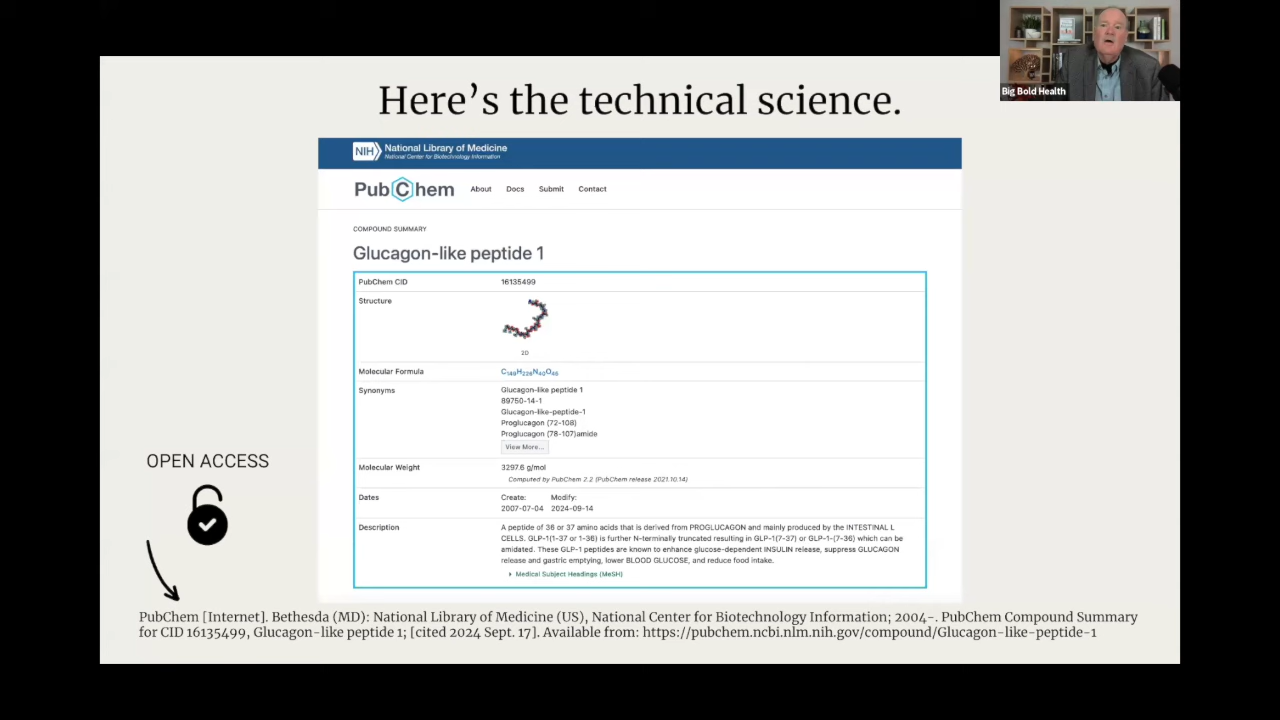 Here's the technical science.
Big Bold Health
NIH National Library of Medicine
National Center for Biotechnology Information
PubChem About Docs Submit Contact
COMPOUND SUMMARY
Glucagon-like peptide 1
PubChem CID 16135499
Structure
2D
Molecular Formula C₁₄₉H₂₂₆N₄₀O₄₆
Synonyms Glucagon-like peptide 1
89750-14-1
Glucagon-like-peptide-1
Proglucagon (72-108)
Proglucagon (78-107)amide
View More...
Molecular Weight 3297.6 g/mol
Computed by PubChem 2.2 (PubChem release 2021.10.14)
Dates Create: Modify:
2007-07-04 2024-09-14
Description A peptide of 36 or 37 amino acids that is derived from PROGLUCAGON and mainly produced by the INTESTINAL L
CELLS. GLP-1(1-37 or 1-36) is further N-terminally truncated resulting in GLP-1(7-37) or GLP-1-(7-36) which can be
amidated. These GLP-1 peptides are known to enhance glucose-dependent INSULIN release, suppress GLUCAGON
release and gastric emptying, lower BLOOD GLUCOSE, and reduce food intake.
Medical Subject Headings (MeSH)
OPEN ACCESS
PubChem [Internet]. Bethesda (MD): National Library of Medicine (US), National Center for Biotechnology Information; 2004-. PubChem Compound Summary
for CID 16135499, Glucagon-like peptide 1; [cited 2024 Sept. 17]. Available from: https://pubchem.ncbi.nlm.nih.gov/compound/Glucagon-like-peptide-1